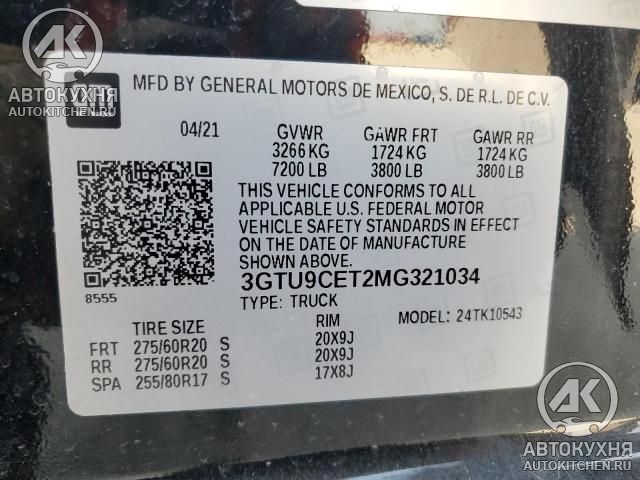 АВТОКУХНЯ
AUTOKITCHEN.RU
GM
MFD BY GENERAL MOTORS DE MEXICO, S. DE R.L. DE C.V.
04/21 GVWR GAWR FRT GAWR RR
3266 KG 1724 KG 1724 KG
7200 LB 3800 LB 3800 LB
THIS VEHICLE CONFORMS TO ALL
APPLICABLE U.S. FEDERAL MOTOR
VEHICLE SAFETY STANDARDS IN EFFECT
ON THE DATE OF MANUFACTURE
SHOWN ABOVE.
8555
3GTU9CET2MG321034
TYPE: TRUCK
TIRE SIZE RIM MODEL: 24TK10543
FRT 275/60R20 S 20X9J
RR 275/60R20 S 20X9J
SPA 255/80R17 S 17X8J
АК
АВТОКУХНЯ
AUTOKITCHEN.RU